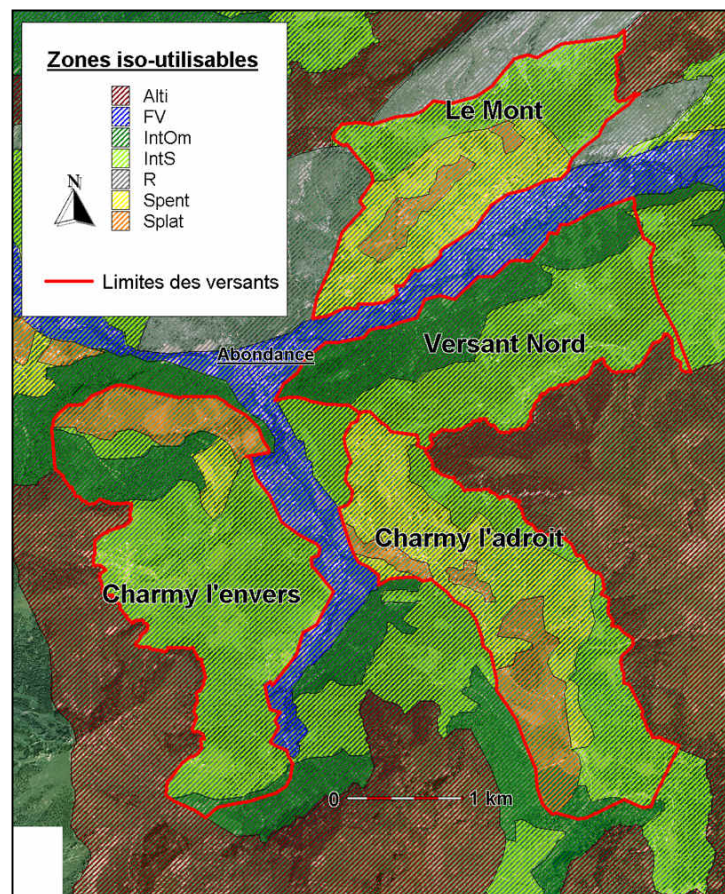 Zones iso-utilisables
Alti
FV
IntOm
IntS
R
Spent
Splat
N
Limites des versants
Le Mont
Abondance
Versant Nord
Charmy l'adroit
Charmy l'envers
0 1 km